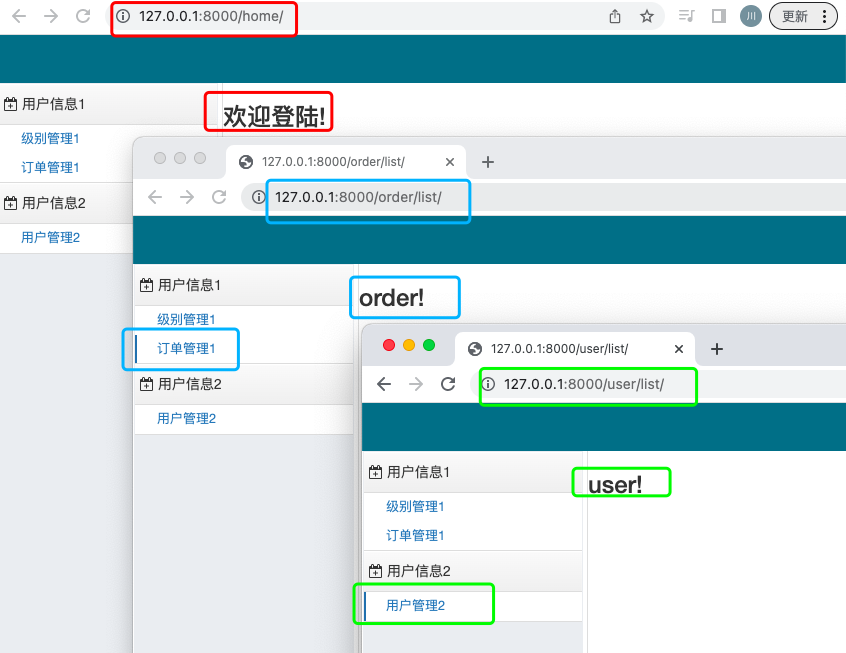 127.0.0.1:8000/home/
川
更新
用户信息1
级别管理1
订单管理1
用户信息2
用户管理2
欢迎登陆!
127.0.0.1:8000/order/list/
127.0.0.1:8000/order/list/
用户信息1
级别管理1
订单管理1
用户信息2
用户管理2
order!
127.0.0.1:8000/user/list/
127.0.0.1:8000/user/list/
用户信息1
级别管理1
订单管理1
用户信息2
用户管理2
user!